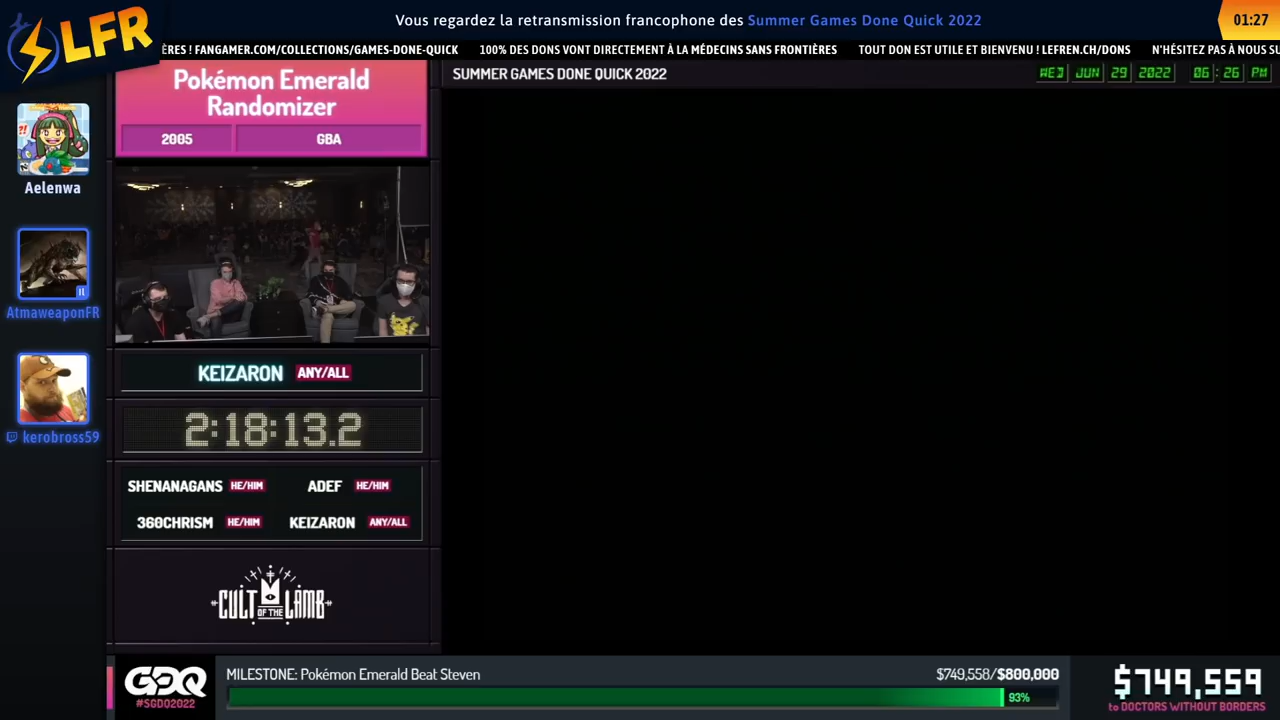 LFR
Vous regardez la retransmission francophone des Summer Games Done Quick 2022
01:27
ÈRES ! FANGAMER.COM/COLLECTIONS/GAMES-DONE-QUICK 100% DES DONS VONT DIRECTEMENT À LA MÉDECINS SANS FRONTIÈRES TOUT DON EST UTILE ET BIENVENU ! LEFREN.CH/DONS N'HÉSITEZ PAS À NOUS SU
Pokémon Emerald
Randomizer
2005 GBA
SUMMER GAMES DONE QUICK 2022
WED JUN 29 2022 06:26 PM
Aelenwa
AtmaweaponFR
kerobross59
KEIZARON ANY/ALL
2:18:13.2
SHENANAGANS HE/HIM ADEF HE/HIM
360CHRISM HE/HIM KEIZARON ANY/ALL
CULT OF THE LAMB
GDQ
#SGDQ2022
MILESTONE: Pokémon Emerald Beat Steven
$749,558/$800,000
93%
$749,559
to DOCTORS WITHOUT BORDERS